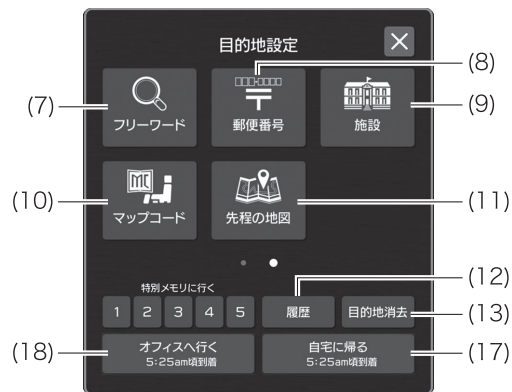 目的地設定
(8)
(7)
フリーワード
郵便番号
施設
(9)
MC
(10)
マップコード
先程の地図
(11)
特別メモリに行く
(12)
1 2 3 4 5
履歴
目的地消去
(13)
(18)
オフィスへ行く
5:25am頃到着
自宅に帰る
5:25am頃到着
(17)